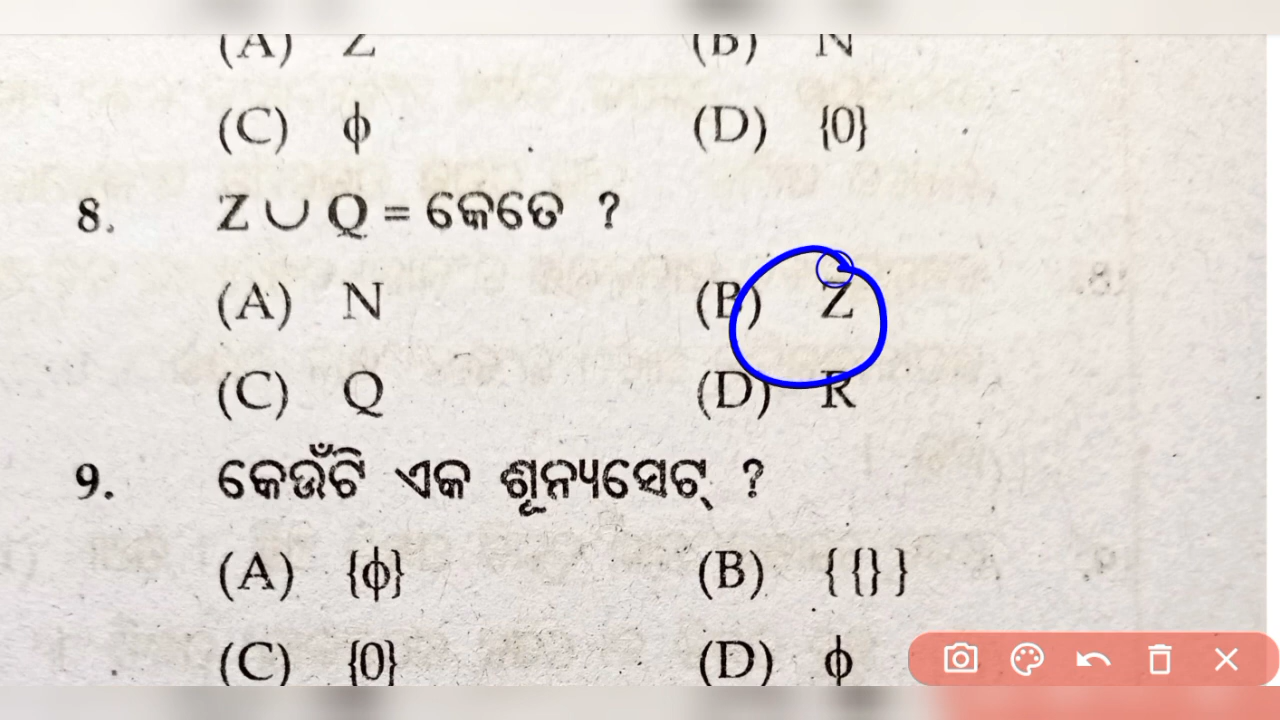 (A) Z (B) N
(C) ϕ (D) {0}
8. Z ∪ Q = କେତେ ?
(A) N (B) Z
(C) Q (D) R
9. କେଉଁଟି ଏକ ଶୂନ୍ୟସେଟ୍ ?
(A) {ϕ} (B) { {} }
(C) {0} (D) ϕ